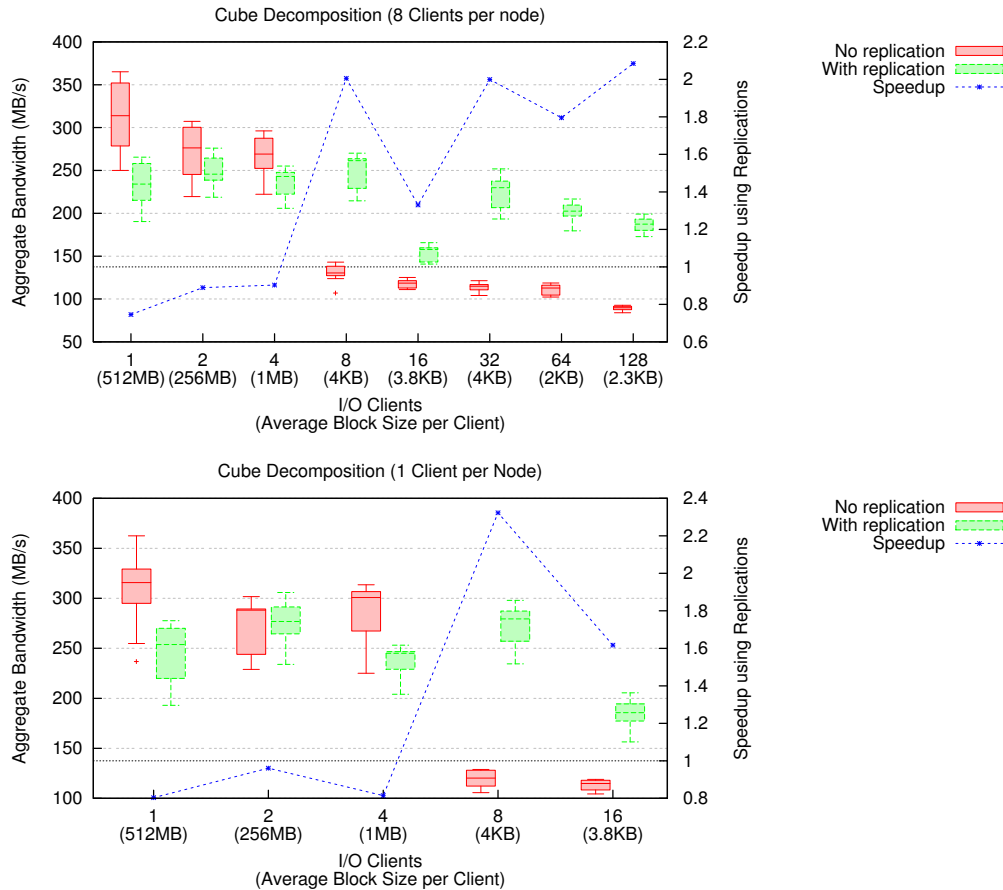 Cube Decomposition (8 Clients per node)
Aggregate Bandwidth (MB/s)
400
350
300
250
200
150
100
50
2.2
2
1.8
1.6
1.4
1.2
1
0.8
0.6
Speedup using Replications
No replication
With replication
Speedup
1 2 4 8 16 32 64 128
(512MB) (256MB) (1MB) (4KB) (3.8KB) (4KB) (2KB) (2.3KB)
I/O Clients
(Average Block Size per Client)
Cube Decomposition (1 Client per Node)
Aggregate Bandwidth (MB/s)
400
350
300
250
200
150
100
2.4
2.2
2
1.8
1.6
1.4
1.2
1
0.8
Speedup using Replications
No replication
With replication
Speedup
1 2 4 8 16
(512MB) (256MB) (1MB) (4KB) (3.8KB)
I/O Clients
(Average Block Size per Client)